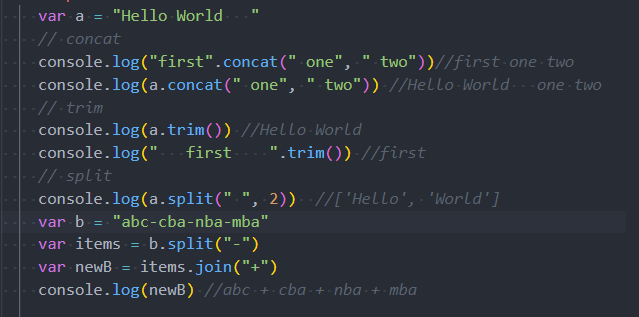 var a = "Hello World   "
// concat
console.log("first".concat(" one", " two"))//first one two
console.log(a.concat(" one", " two")) //Hello World   one two
// trim
console.log(a.trim()) //Hello World
console.log("   first    ".trim()) //first
// split
console.log(a.split(" ", 2))  //['Hello', 'World']
var b = "abc-cba-nba-mba"
var items = b.split("-")
var newB = items.join("+")
console.log(newB) //abc + cba + nba + mba